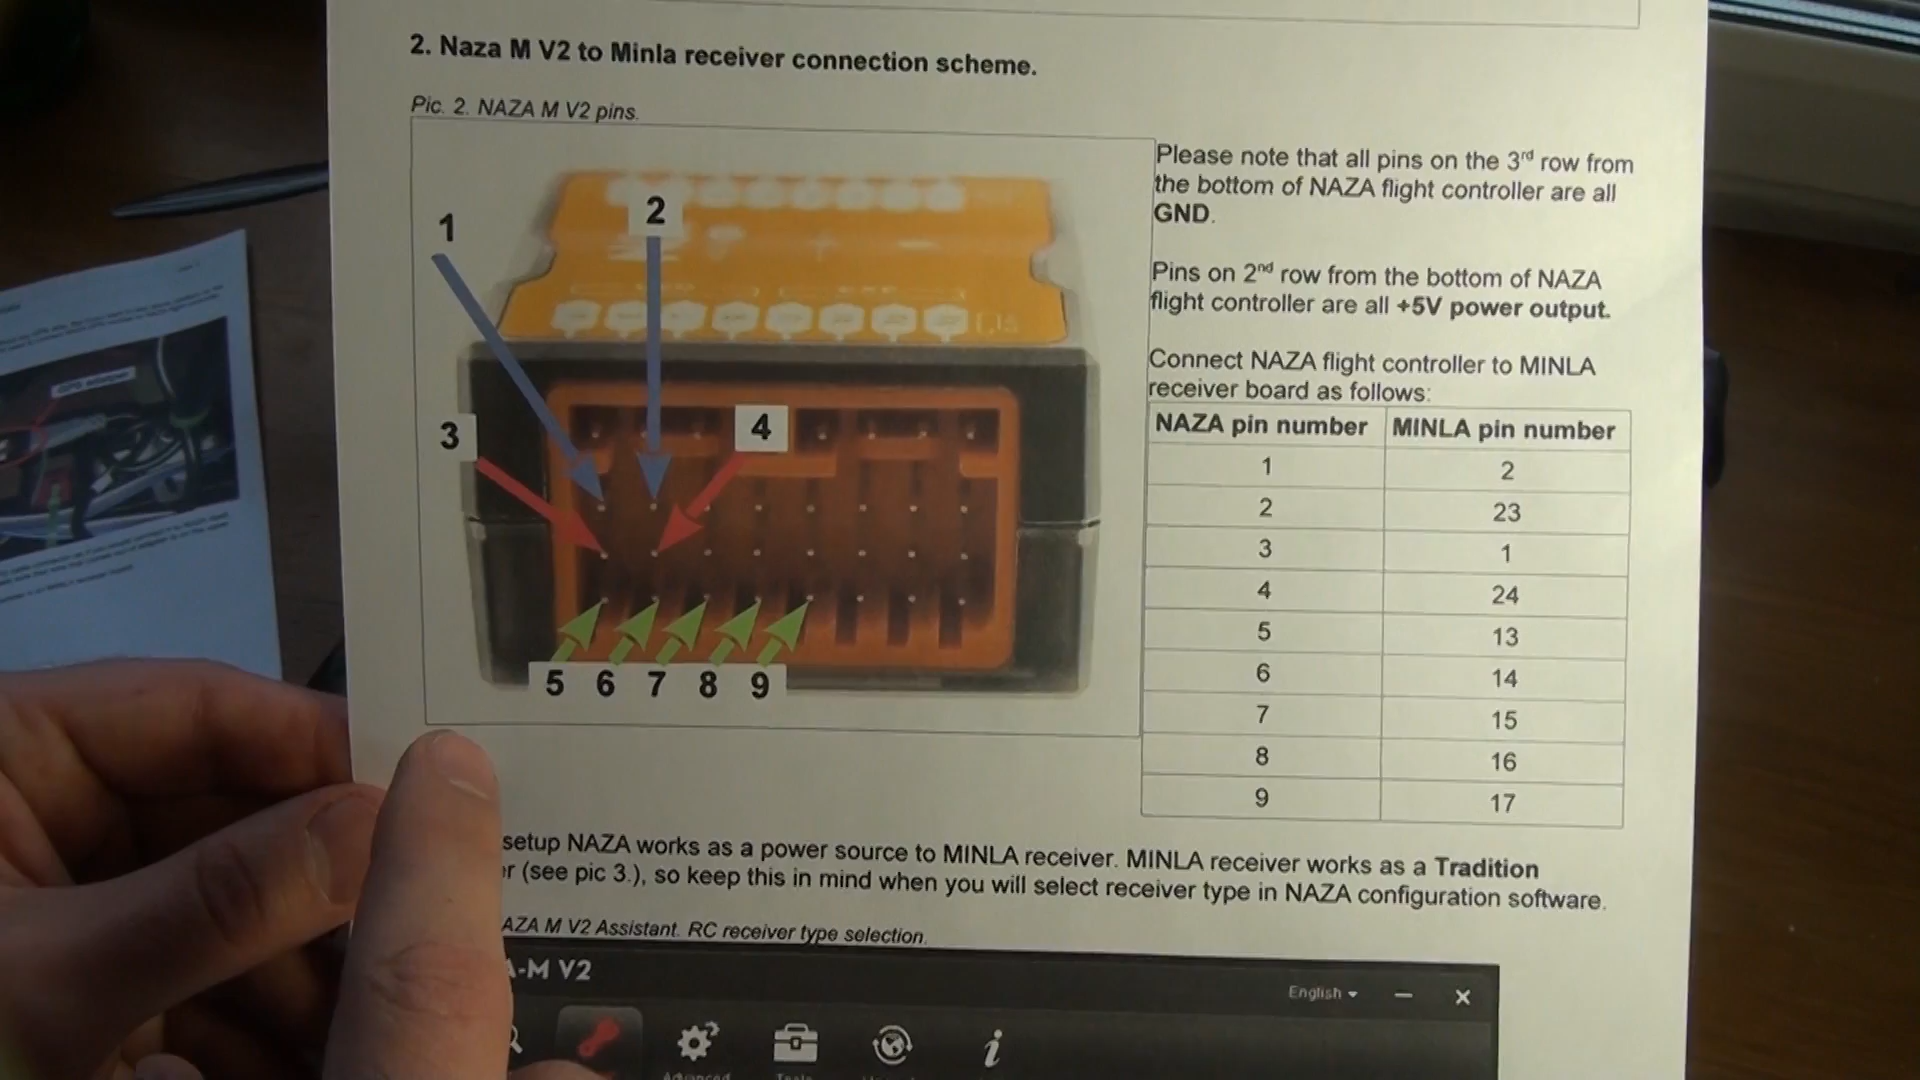 2. Naza M V2 to Minla receiver connection scheme.
Pic. 2. NAZA M V2 pins.
1
2
3
4
5 6 7 8 9
Please note that all pins on the 3rd row from
the bottom of NAZA flight controller are all
GND.
Pins on 2nd row from the bottom of NAZA
flight controller are all +5V power output.
Connect NAZA flight controller to MINLA
receiver board as follows:
NAZA pin number MINLA pin number
1 2
2 23
3 1
4 24
5 13
6 14
7 15
8 16
9 17
setup NAZA works as a power source to MINLA receiver. MINLA receiver works as a Tradition
(see pic 3.), so keep this in mind when you will select receiver type in NAZA configuration software.
AZA M V2 Assistant. RC receiver type selection.
-M V2
English
Advanced Tools